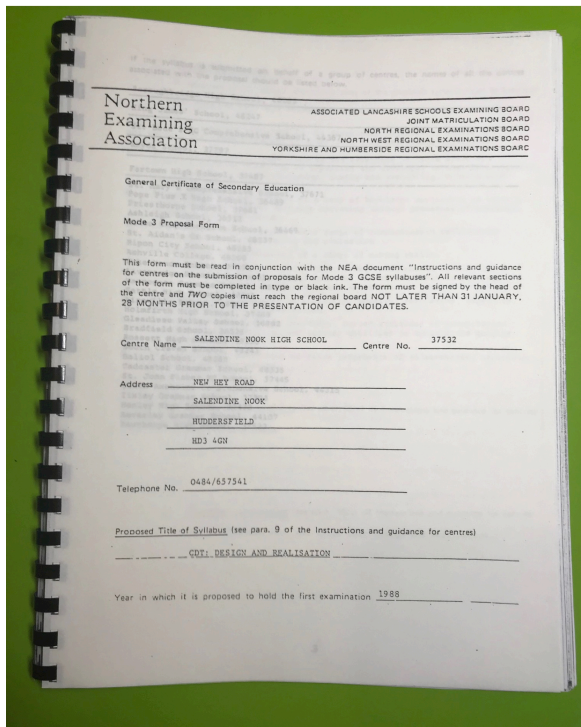 Northern
Examining
Association
ASSOCIATED LANCASHIRE SCHOOLS EXAMINING BOARD
JOINT MATRICULATION BOARD
NORTH REGIONAL EXAMINATIONS BOARD
NORTH WEST REGIONAL EXAMINATIONS BOARD
YORKSHIRE AND HUMBERSIDE REGIONAL EXAMINATIONS BOARD
General Certificate of Secondary Education
Mode 3 Proposal Form
This form must be read in conjunction with the NEA document "Instructions and guidance
for centres on the submission of proposals for Mode 3 GCSE syllabuses". All relevant sections
of the form must be completed in type or black ink. The form must be signed by the head of
the centre and TWO copies must reach the regional board NOT LATER THAN 31 JANUARY,
28 MONTHS PRIOR TO THE PRESENTATION OF CANDIDATES.
Centre Name SALENDINE NOOK HIGH SCHOOL Centre No. 37532
Address NEW HEY ROAD
SALENDINE NOOK
HUDDERSFIELD
HD3 4GN
Telephone No. 0484/657541
Proposed Title of Syllabus (see para. 9 of the Instructions and guidance for centres)
CDT: DESIGN AND REALISATION
Year in which it is proposed to hold the first examination 1988